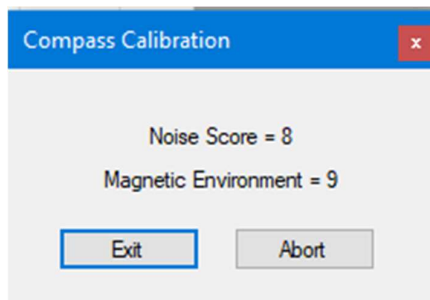 Compass Calibration
x
Noise Score = 8
Magnetic Environment = 9
Exit Abort